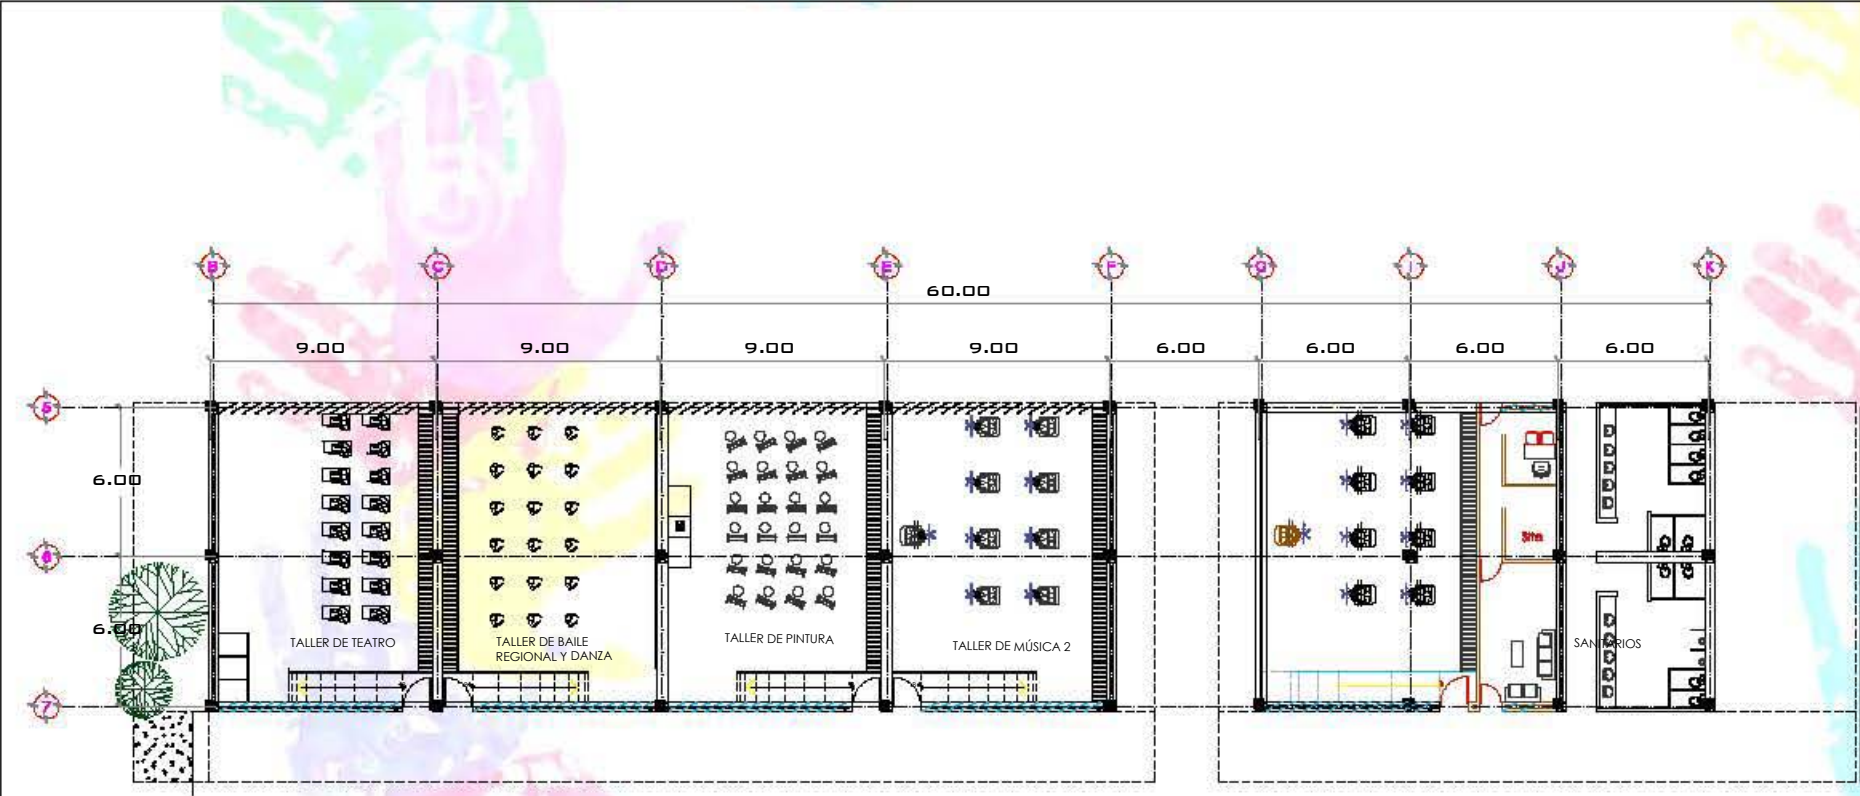 B C D E F G I J K
60.00
9.00 9.00 9.00 9.00 6.00 6.00 6.00 6.00
5
6.00
Site
6
6.00
TALLER DE TEATRO
TALLER DE BAILE
REGIONAL Y DANZA
TALLER DE PINTURA
TALLER DE MÚSICA 2
SANITARIOS
7